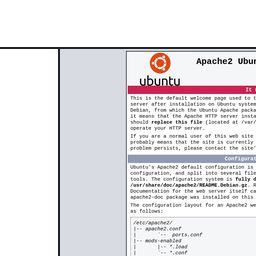 ubuntu
Apache2 Ubun
It
This is the default welcome page used to t
server after installation on Ubuntu system
Debian, from which the Ubuntu Apache packa
it means that the Apache HTTP server insta
should replace this file (located at /var/
operate your HTTP server.
If you are a normal user of this web site
probably means that the site is currently
problem persists, please contact the site'
Configurat
Ubuntu's Apache2 default configuration is
configuration, and split into several file
tools. The configuration system is fully d
/usr/share/doc/apache2/README.Debian.gz. R
Documentation for the web server itself ca
apache2-doc package was installed on this
The configuration layout for an Apache2 we
as follows:
/etc/apache2/
|-- apache2.conf
|       `--  ports.conf
|-- mods-enabled
|       |-- *.load
|       `-- *.conf